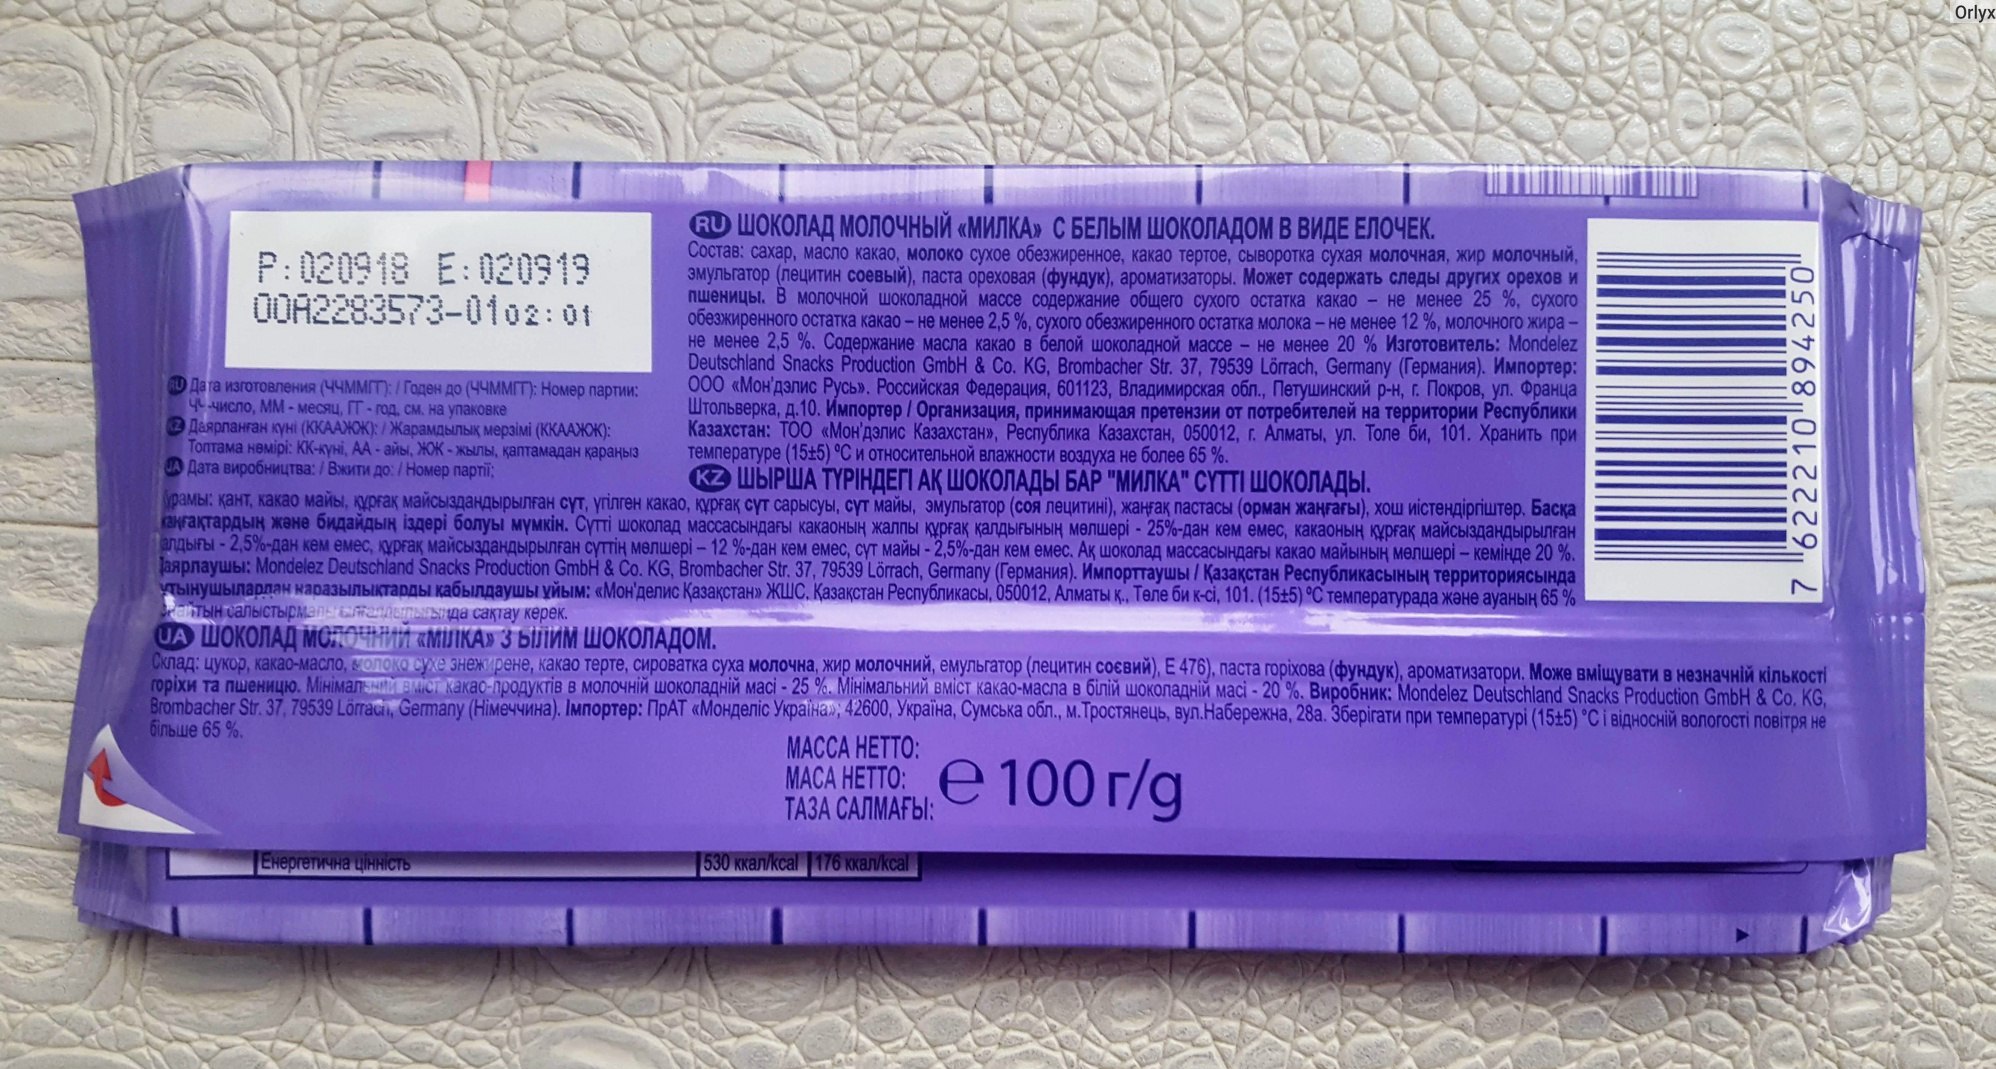 Orlyx
P:020918 E:020919
OOA2283573-01 02:01
RU Дата изготовления (ЧЧММГГ): / Годен до (ЧЧММГГ): Номер партии:
ЧЧ-число, ММ - месяц, ГГ - год, см. на упаковке
KZ Даярланған күні (ККААЖЖ): / Жарамдылық мерзімі (ККААЖЖ):
Топтама нөмірі: КК-күні, АА - айы, ЖЖ - жылы, қаптамадан қараңыз
UA Дата виробництва: / Вжити до: / Номер партії:
RU ШОКОЛАД МОЛОЧНЫЙ «МИЛКА» С БЕЛЫМ ШОКОЛАДОМ В ВИДЕ ЕЛОЧЕК.
Состав: сахар, масло какао, молоко сухое обезжиренное, какао тертое, сыворотка сухая молочная, жир молочный,
эмульгатор (лецитин соевый), паста ореховая (фундук), ароматизаторы. Может содержать следы других орехов и
пшеницы. В молочной шоколадной массе содержание общего сухого остатка какао – не менее 25 %, сухого
обезжиренного остатка какао – не менее 2,5 %, сухого обезжиренного остатка молока – не менее 12 %, молочного жира –
не менее 2,5 %. Содержание масла какао в белой шоколадной массе – не менее 20 % Изготовитель: Mondelez
Deutschland Snacks Production GmbH & Co. KG, Brombacher Str. 37, 79539 Lörrach, Germany (Германия). Импортер:
ООО «Мон'дэлис Русь». Российская Федерация, 601123, Владимирская обл., Петушинский р-н, г. Покров, ул. Франца
Штольверка, д.10. Импортер / Организация, принимающая претензии от потребителей на территории Республики
Казахстан: ТОО «Мон'дэлис Казахстан», Республика Казахстан, 050012, г. Алматы, ул. Толе би, 101. Хранить при
температуре (15±5) °С и относительной влажности воздуха не более 65 %.
KZ ШЫРША ТҮРІНДЕГІ АҚ ШОКОЛАДЫ БАР "МИЛКА" СҮТТІ ШОКОЛАДЫ.
Құрамы: қант, какао майы, құрғақ майсыздандырылған сүт, үгілген какао, құрғақ сүт сарысуы, сүт майы, эмульгатор (соя лецитині), жаңғақ пастасы (орман жаңғағы), хош иістендіргіштер. Басқа
жаңғақтардың және бидайдың іздері болуы мүмкін. Сүтті шоколад массасындағы какаоның жалпы құрғақ қалдығының мөлшері - 25%-дан кем емес, какаоның құрғақ майсыздандырылған
қалдығы - 2,5%-дан кем емес, құрғақ майсыздандырылған сүттің мөлшері – 12 %-дан кем емес, сүт майы - 2,5%-дан кем емес. Ақ шоколад массасындағы какао майының мөлшері – кемінде 20 %.
Даярлаушы: Mondelez Deutschland Snacks Production GmbH & Co. KG, Brombacher Str. 37, 79539 Lörrach, Germany (Германия). Импорттаушы / Қазақстан Республикасының территориясында
тұтынушылардан наразылықтарды қабылдаушы ұйым: «Мон'делис Қазақстан» ЖШС, Қазақстан Республикасы, 050012, Алматы қ., Төле би к-сі, 101. (15±5) °С температурада және ауаның 65 %
сақтау керек.
UA ШОКОЛАД МОЛОЧНИЙ «МІЛКА» З БІЛИМ ШОКОЛАДОМ.
Склад: цукор, какао-масло, молоко сухе знежирене, какао терте, сироватка суха молочна, жир молочний, емульгатор (лецитин соєвий), Е 476), паста горіхова (фундук), ароматизатори. Може вміщувати в незначній кількості
горіхи та пшеницю. Мінімальний вміст какао-продуктів в молочній шоколадній масі - 25 %. Мінімальний вміст какао-масла в білій шоколадній масі - 20 %. Виробник: Mondelez Deutschland Snacks Production GmbH & Co. KG,
Brombacher Str. 37, 79539 Lörrach, Germany (Німеччина). Імпортер: ПрАТ «Монделіс Україна»; 42600, Україна, Сумська обл., м.Тростянець, вул.Набережна, 28а. Зберігати при температурі (15±5) °С і відносній вологості повітря не
більше 65 %.
7 622210 894250
МАССА НЕТТО:
МАСА НЕТТО:
ТАЗА САЛМАҒЫ:
℮ 100 г/g
Енергетична цінність 530 ккал/kcal 176 ккал/kcal